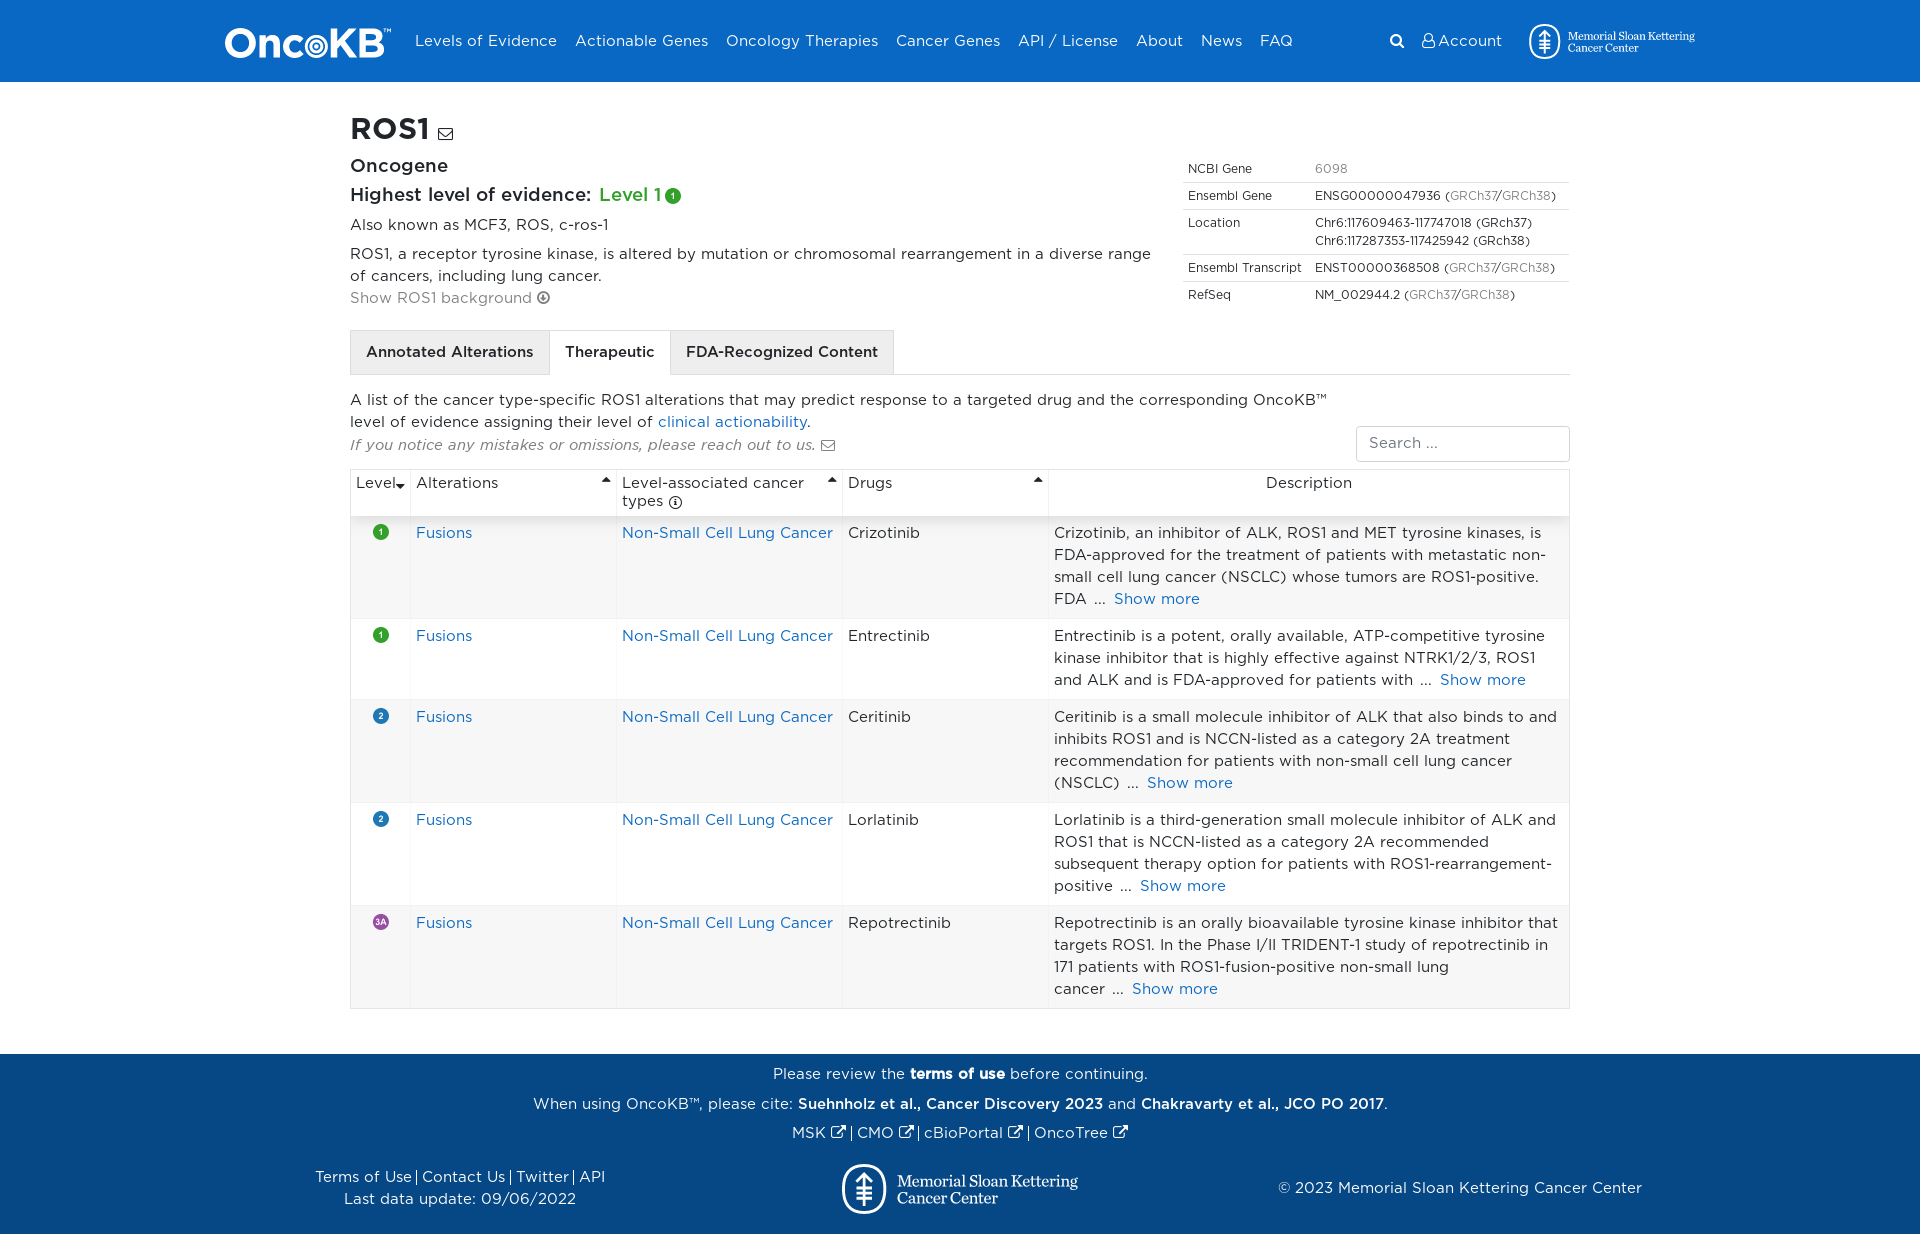 OncoKB™ Levels of Evidence Actionable Genes Oncology Therapies Cancer Genes API / License About News FAQ Account Memorial Sloan Kettering
Cancer Center
ROS1
Oncogene
Highest level of evidence: Level 1 1
Also known as MCF3, ROS, c-ros-1
ROS1, a receptor tyrosine kinase, is altered by mutation or chromosomal rearrangement in a diverse range
of cancers, including lung cancer.
Show ROS1 background
NCBI Gene 6098
Ensembl Gene ENSG00000047936 (GRCh37/GRCh38)
Location Chr6:117609463-117747018 (GRch37)
Chr6:117287353-117425942 (GRch38)
Ensembl Transcript ENST00000368508 (GRCh37/GRCh38)
RefSeq NM_002944.2 (GRCh37/GRCh38)
Annotated Alterations Therapeutic FDA-Recognized Content
A list of the cancer type-specific ROS1 alterations that may predict response to a targeted drug and the corresponding OncoKB™
level of evidence assigning their level of clinical actionability.
If you notice any mistakes or omissions, please reach out to us.
Search ...
Level Alterations Level-associated cancer Drugs Description
types
1 Fusions Non-Small Cell Lung Cancer Crizotinib Crizotinib, an inhibitor of ALK, ROS1 and MET tyrosine kinases, is
FDA-approved for the treatment of patients with metastatic non-
small cell lung cancer (NSCLC) whose tumors are ROS1-positive.
FDA ... Show more
1 Fusions Non-Small Cell Lung Cancer Entrectinib Entrectinib is a potent, orally available, ATP-competitive tyrosine
kinase inhibitor that is highly effective against NTRK1/2/3, ROS1
and ALK and is FDA-approved for patients with ... Show more
2 Fusions Non-Small Cell Lung Cancer Ceritinib Ceritinib is a small molecule inhibitor of ALK that also binds to and
inhibits ROS1 and is NCCN-listed as a category 2A treatment
recommendation for patients with non-small cell lung cancer
(NSCLC) ... Show more
2 Fusions Non-Small Cell Lung Cancer Lorlatinib Lorlatinib is a third-generation small molecule inhibitor of ALK and
ROS1 that is NCCN-listed as a category 2A recommended
subsequent therapy option for patients with ROS1-rearrangement-
positive ... Show more
3A Fusions Non-Small Cell Lung Cancer Repotrectinib Repotrectinib is an orally bioavailable tyrosine kinase inhibitor that
targets ROS1. In the Phase I/II TRIDENT-1 study of repotrectinib in
171 patients with ROS1-fusion-positive non-small lung
cancer ... Show more
Please review the terms of use before continuing.
When using OncoKB™, please cite: Suehnholz et al., Cancer Discovery 2023 and Chakravarty et al., JCO PO 2017.
MSK | CMO | cBioPortal | OncoTree
Terms of Use | Contact Us | Twitter | API
Last data update: 09/06/2022
Memorial Sloan Kettering
Cancer Center
© 2023 Memorial Sloan Kettering Cancer Center